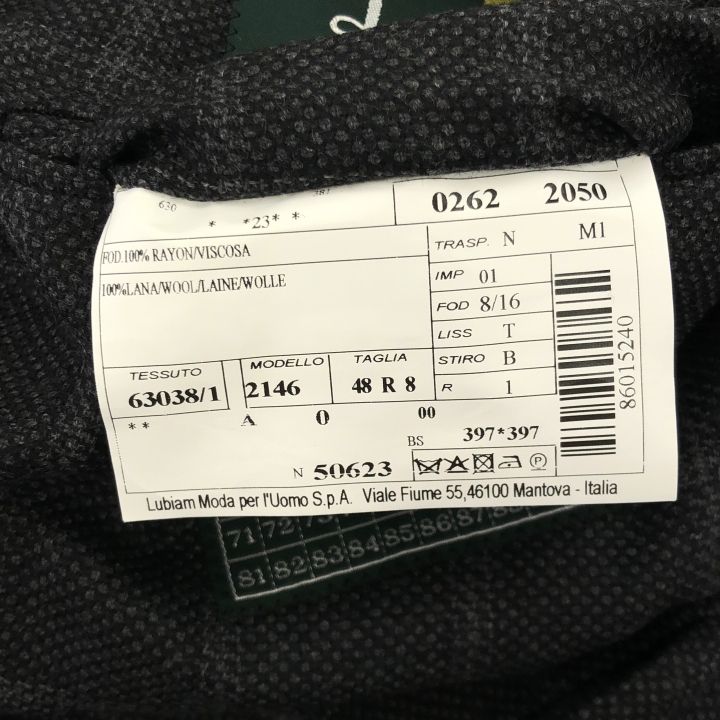 630 381
* *23* *
0262 2050
FOD.100% RAYON/VISCOSA
100%LANA/WOOL/LAINE/WOLLE
TRASP. N M1
IMP 01
FOD 8/16
LISS T
STIRO B
R 1
86015240
TESSUTO
63038/1
MODELLO
2146
TAGLIA
48 R 8
* * A 0 00
BS 397*397
N 50623
P
Lubiam Moda per l'Uomo S.p.A. Viale Fiume 55,46100 Mantova - Italia
71 72 73
81 82 83 84 85 86 87 88